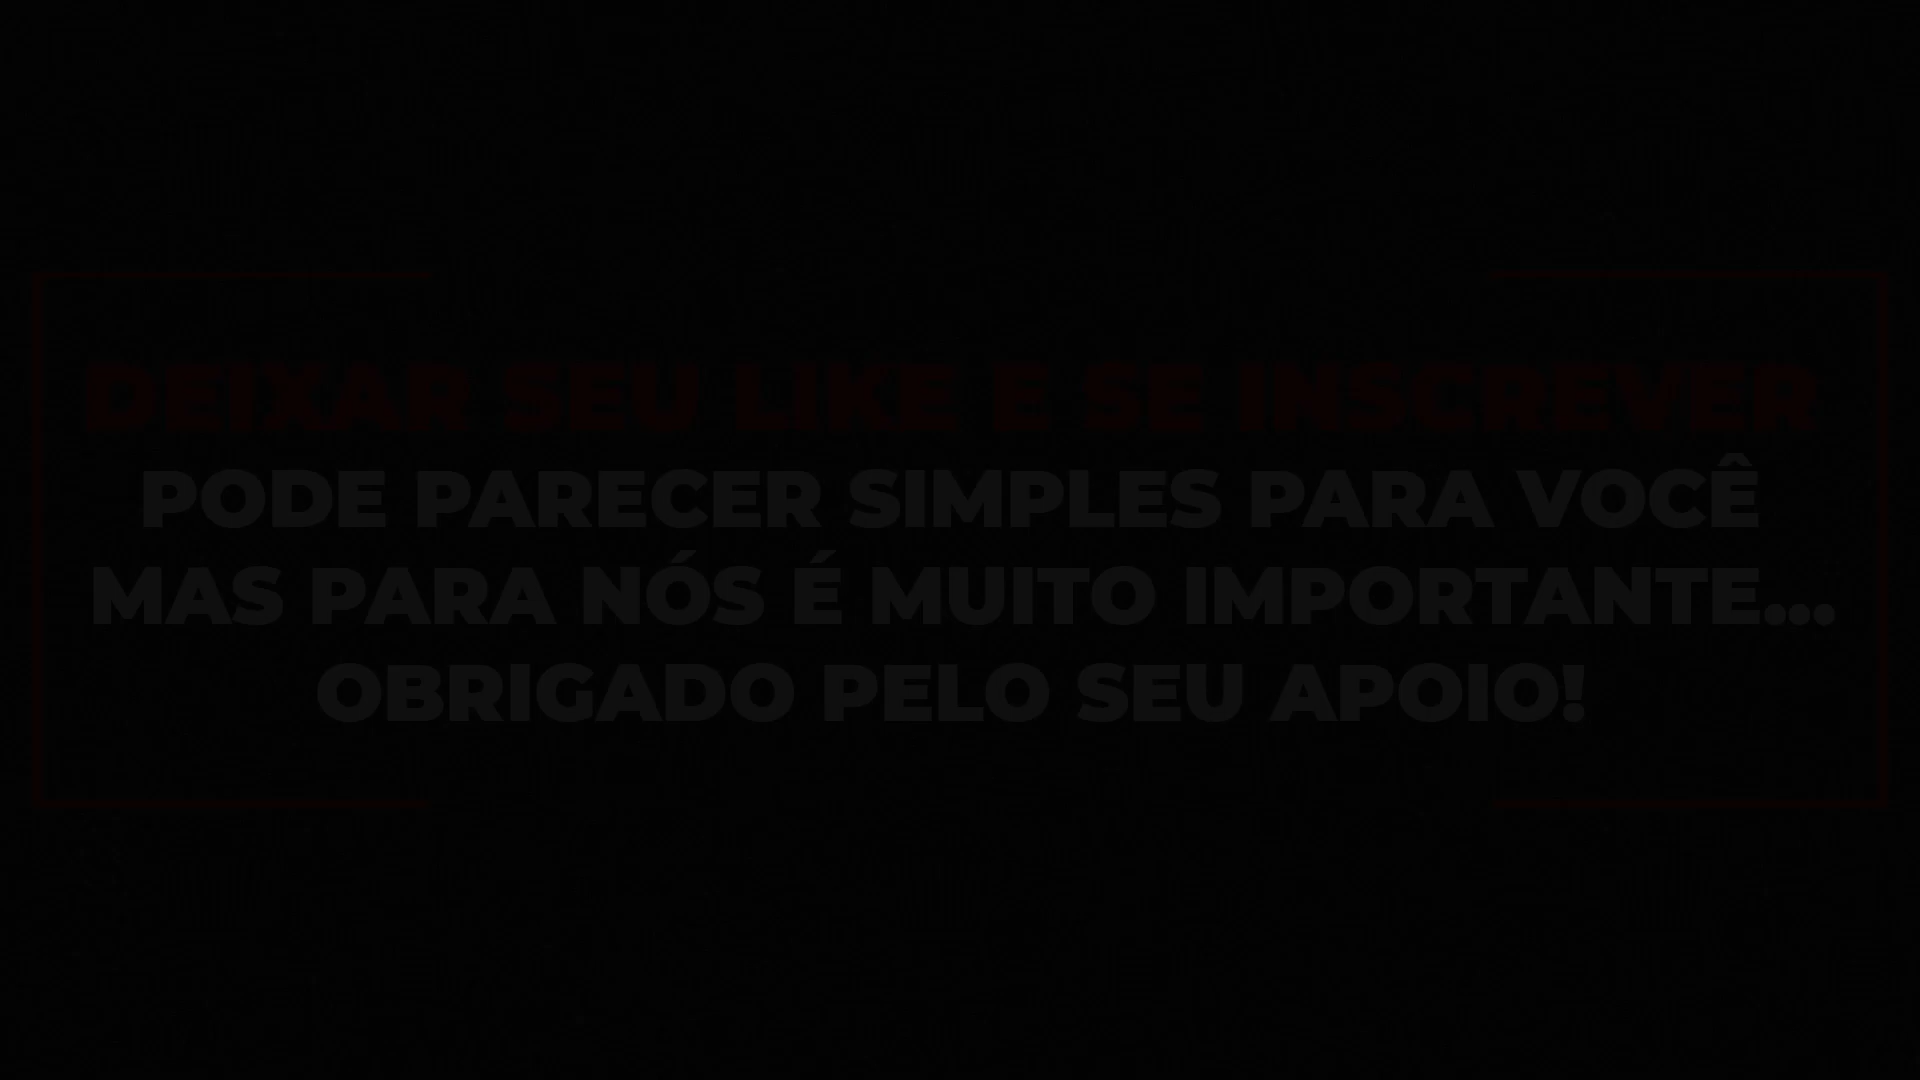 DEIXAR SEU LIKE E SE INSCREVER
PODE PARECER SIMPLES PARA VOCÊ
MAS PARA NÓS É MUITO IMPORTANTE...
OBRIGADO PELO SEU APOIO!